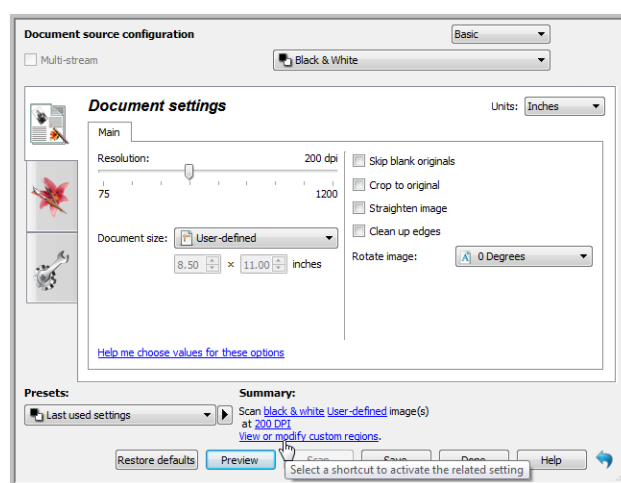 Document source configuration
Basic
Multi-stream
Black & White
Document settings
Units: Inches
Main
Resolution: 200 dpi
75 1200
Skip blank originals
Crop to original
Straighten image
Clean up edges
Document size: User-defined
Rotate image: A 0 Degrees
8.50 × 11.00 inches
Help me choose values for these options
Presets:
Summary:
Last used settings
Scan black & white User-defined image(s)
at 200 DPI
View or modify custom regions.
Restore defaults Preview Scan Save Done Help
Select a shortcut to activate the related setting